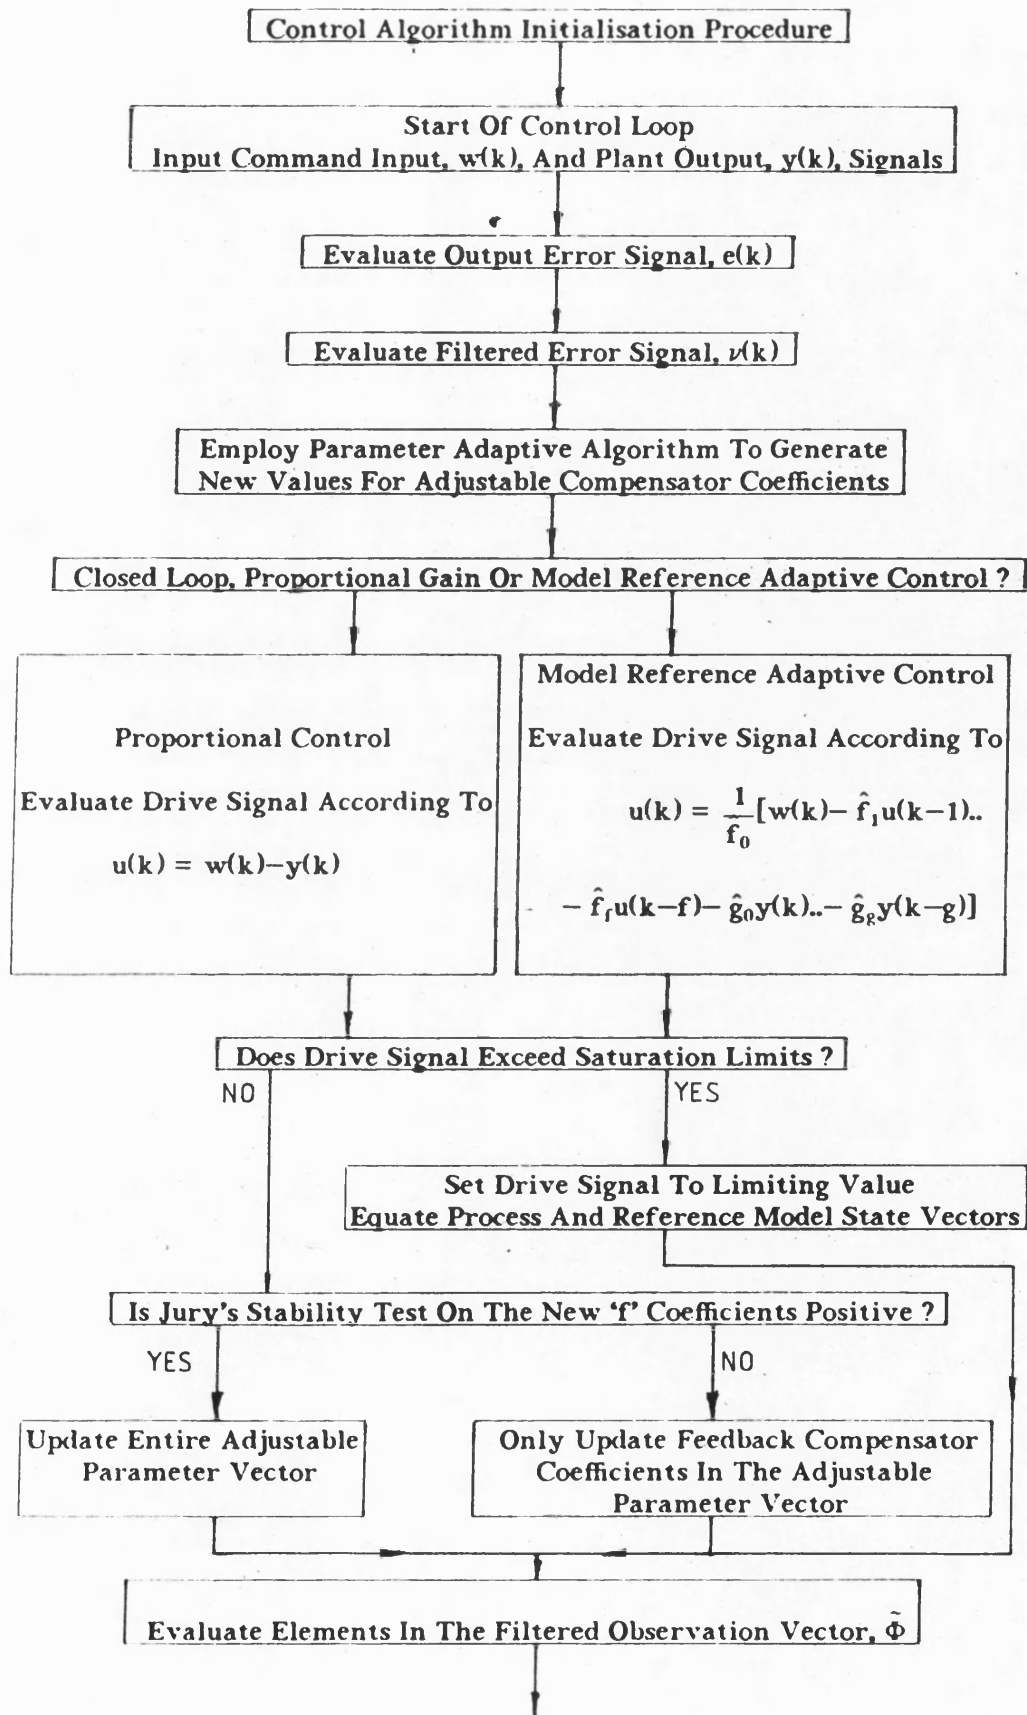 Control Algorithm Initialisation Procedure
Start Of Control Loop
Input Command Input, w(k), And Plant Output, y(k), Signals
Evaluate Output Error Signal, e(k)
Evaluate Filtered Error Signal, ν(k)
Employ Parameter Adaptive Algorithm To Generate
New Values For Adjustable Compensator Coefficients
Closed Loop, Proportional Gain Or Model Reference Adaptive Control ?
Proportional Control
Evaluate Drive Signal According To
u(k) = w(k)−y(k)
Model Reference Adaptive Control
Evaluate Drive Signal According To
u(k) = 1/f̂₀[w(k)− f̂₁u(k−1)..
− f̂_f u(k−f)− ĝ₀y(k)..− ĝ_g y(k−g)]
Does Drive Signal Exceed Saturation Limits ?
NO
YES
Set Drive Signal To Limiting Value
Equate Process And Reference Model State Vectors
Is Jury's Stability Test On The New ‘f’ Coefficients Positive ?
YES
NO
Update Entire Adjustable
Parameter Vector
Only Update Feedback Compensator
Coefficients In The Adjustable
Parameter Vector
Evaluate Elements In The Filtered Observation Vector, Φ̃